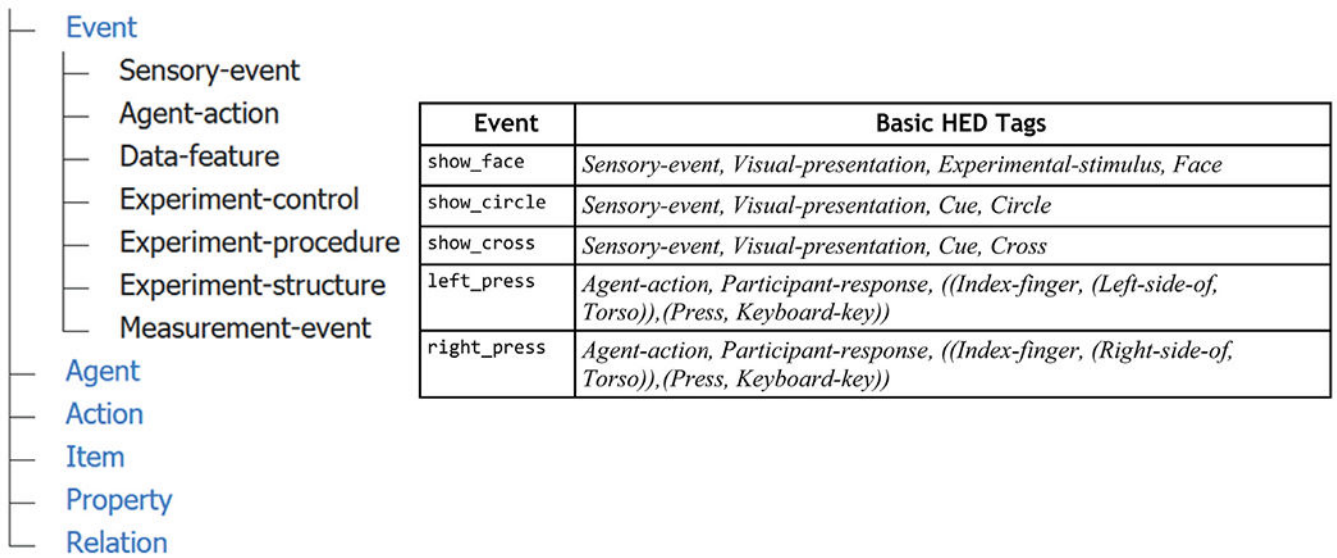 Event
Sensory-event
Agent-action
Data-feature
Experiment-control
Experiment-procedure
Experiment-structure
Measurement-event
Agent
Action
Item
Property
Relation
Event Basic HED Tags
show_face Sensory-event, Visual-presentation, Experimental-stimulus, Face
show_circle Sensory-event, Visual-presentation, Cue, Circle
show_cross Sensory-event, Visual-presentation, Cue, Cross
left_press Agent-action, Participant-response, ((Index-finger, (Left-side-of,
Torso)),(Press, Keyboard-key))
right_press Agent-action, Participant-response, ((Index-finger, (Right-side-of,
Torso)),(Press, Keyboard-key))